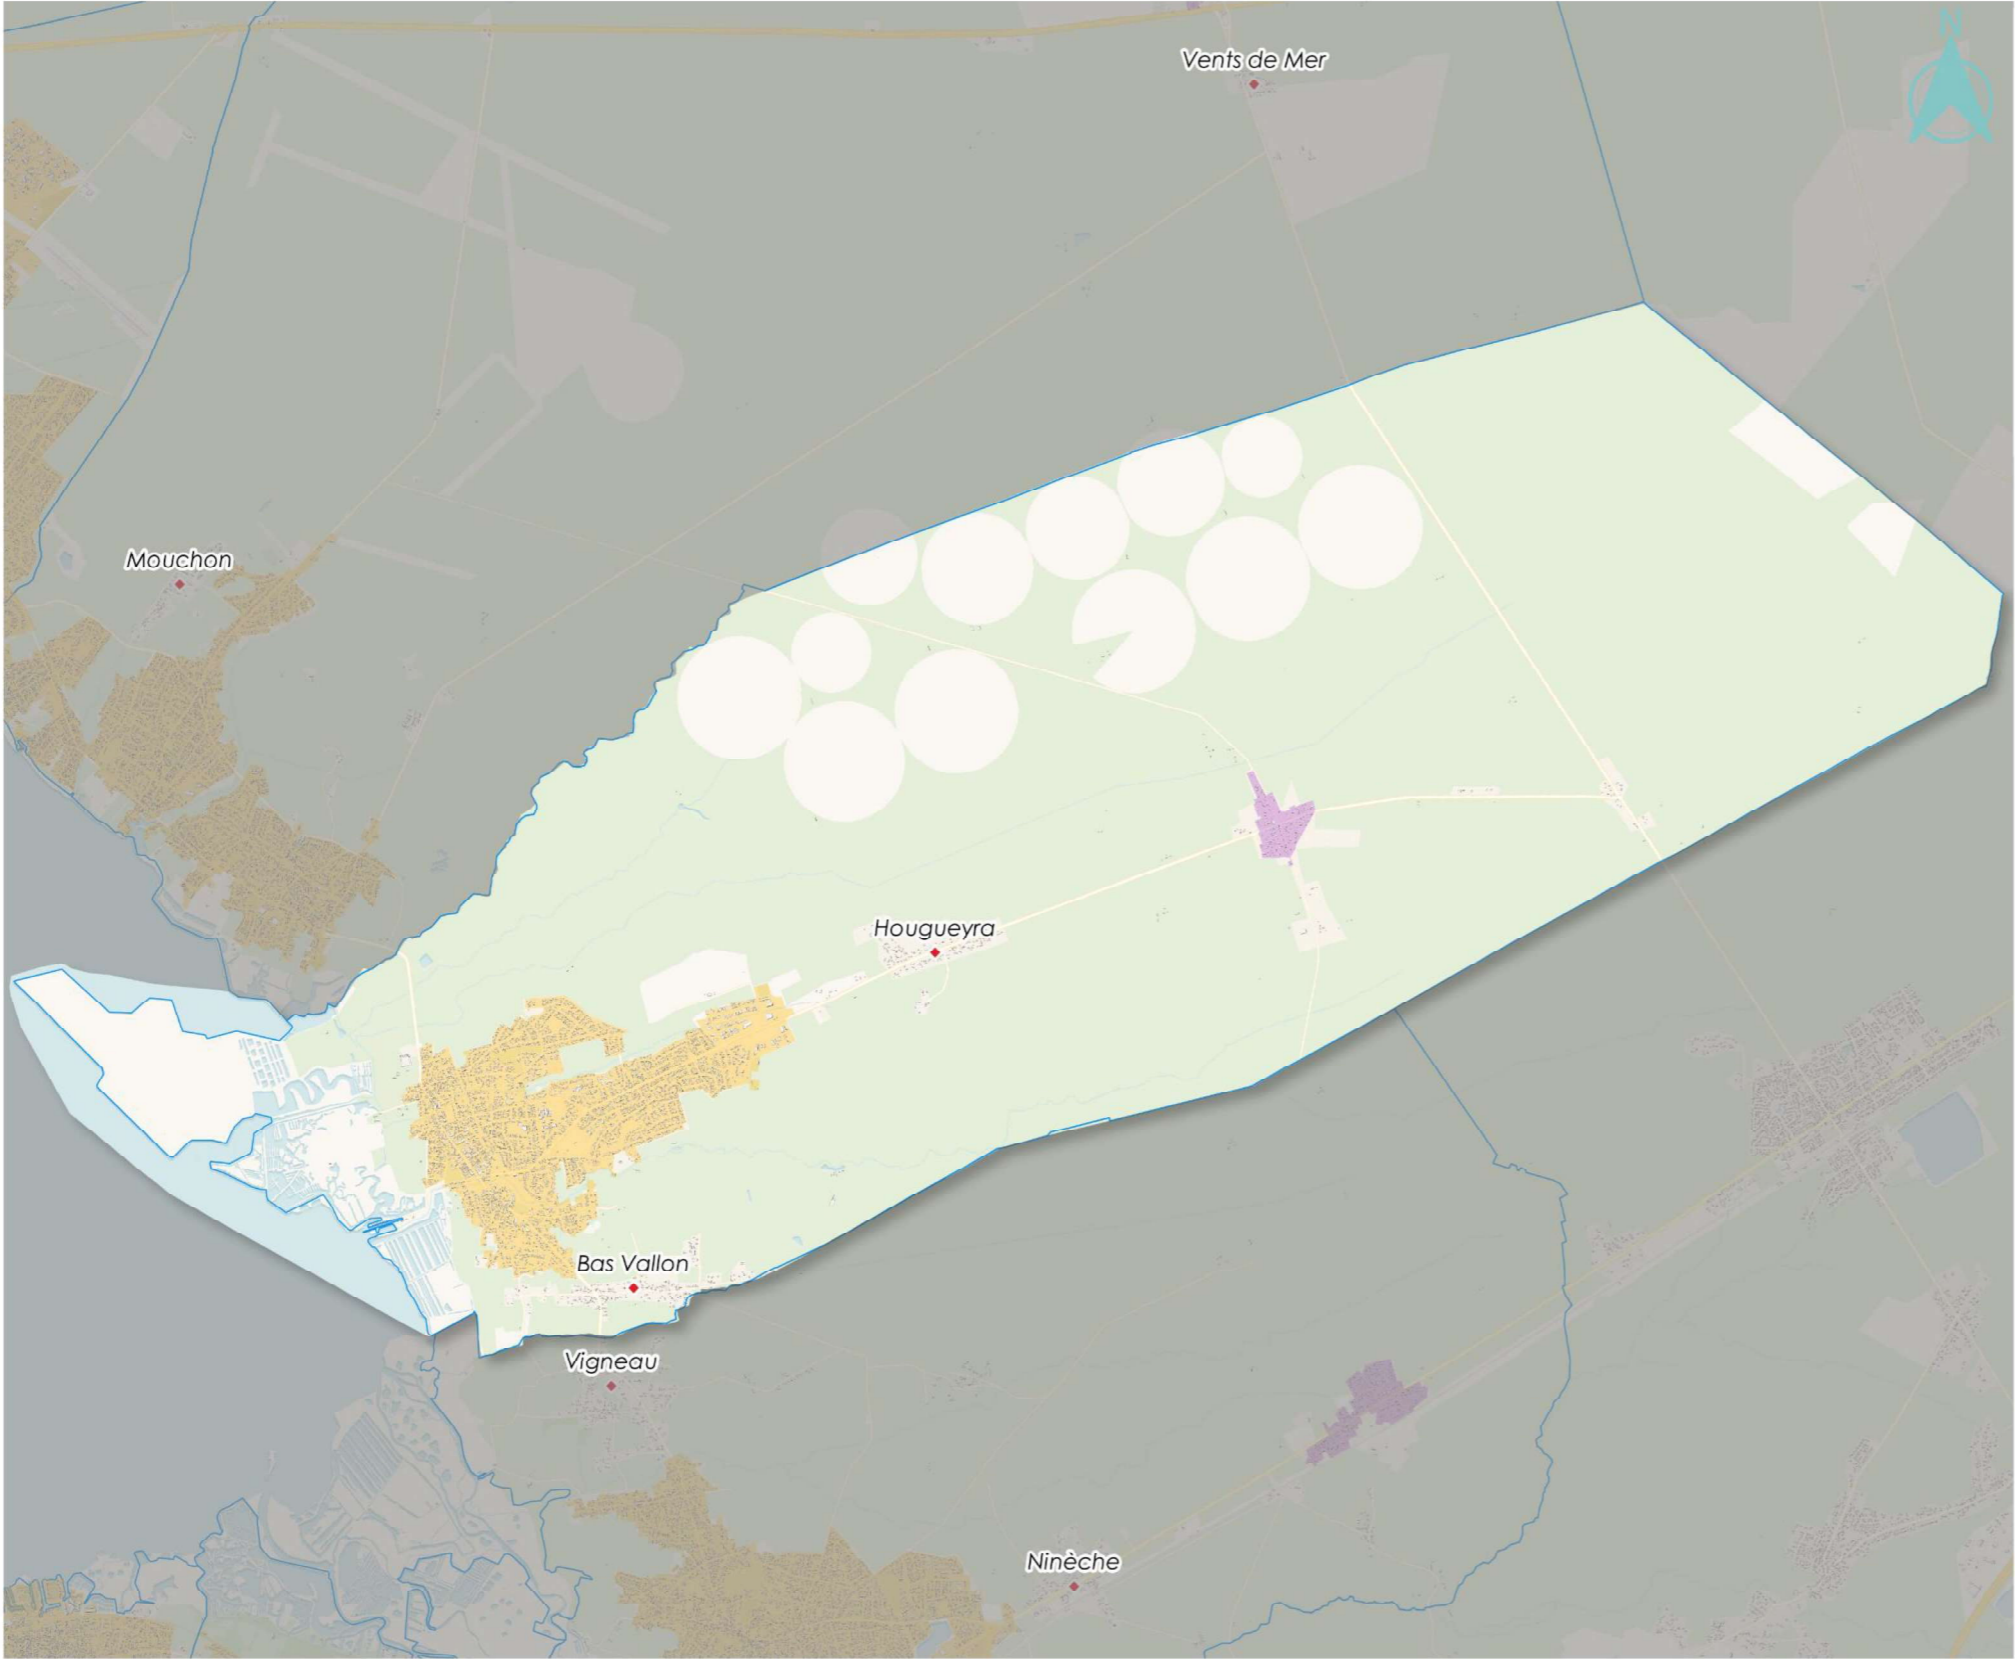 N
Vents de Mer
Mouchon
Hougueyra
Bas Vallon
Vigneau
Ninèche